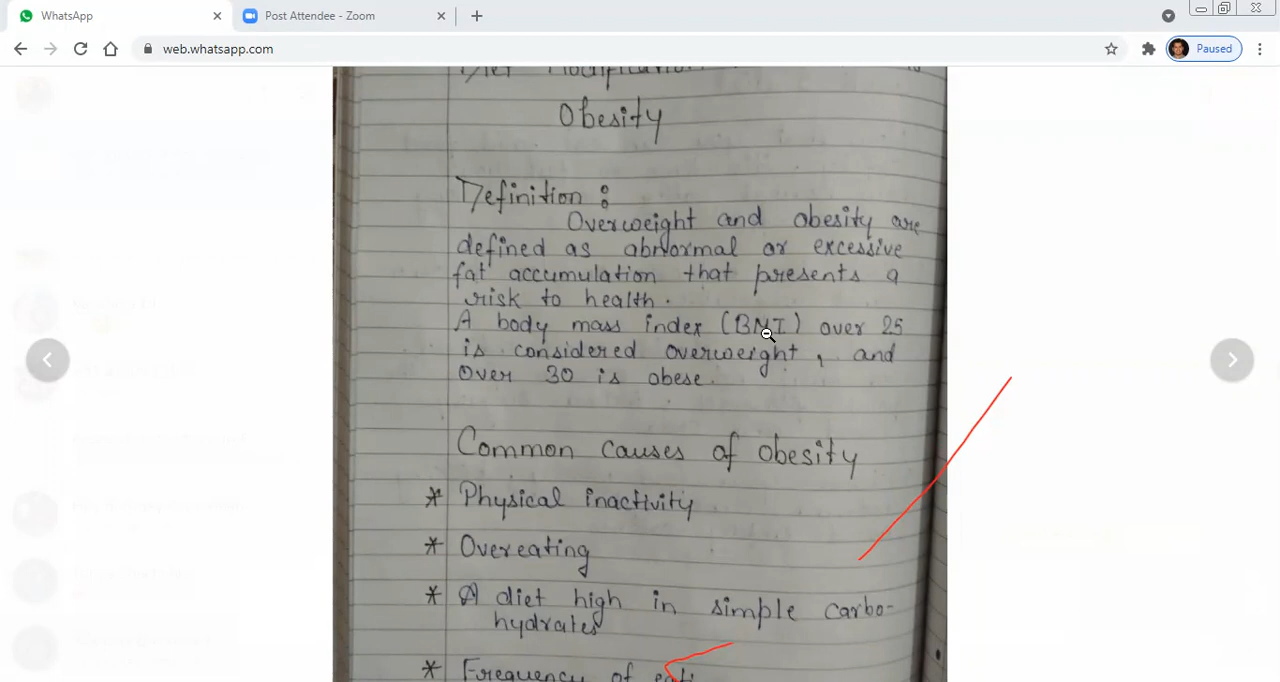 WhatsApp
Post Attendee - Zoom
web.whatsapp.com
Paused
Diet Modification
Obesity
Definition :
Overweight and obesity are
defined as abnormal or excessive
fat accumulation that presents a
risk to health.
A body mass index (BMI) over 25
is considered overweight, and
over 30 is obese.
Common causes of obesity
* Physical inactivity
* Overeating
* A diet high in simple carbo-
hydrates
* Frequency of